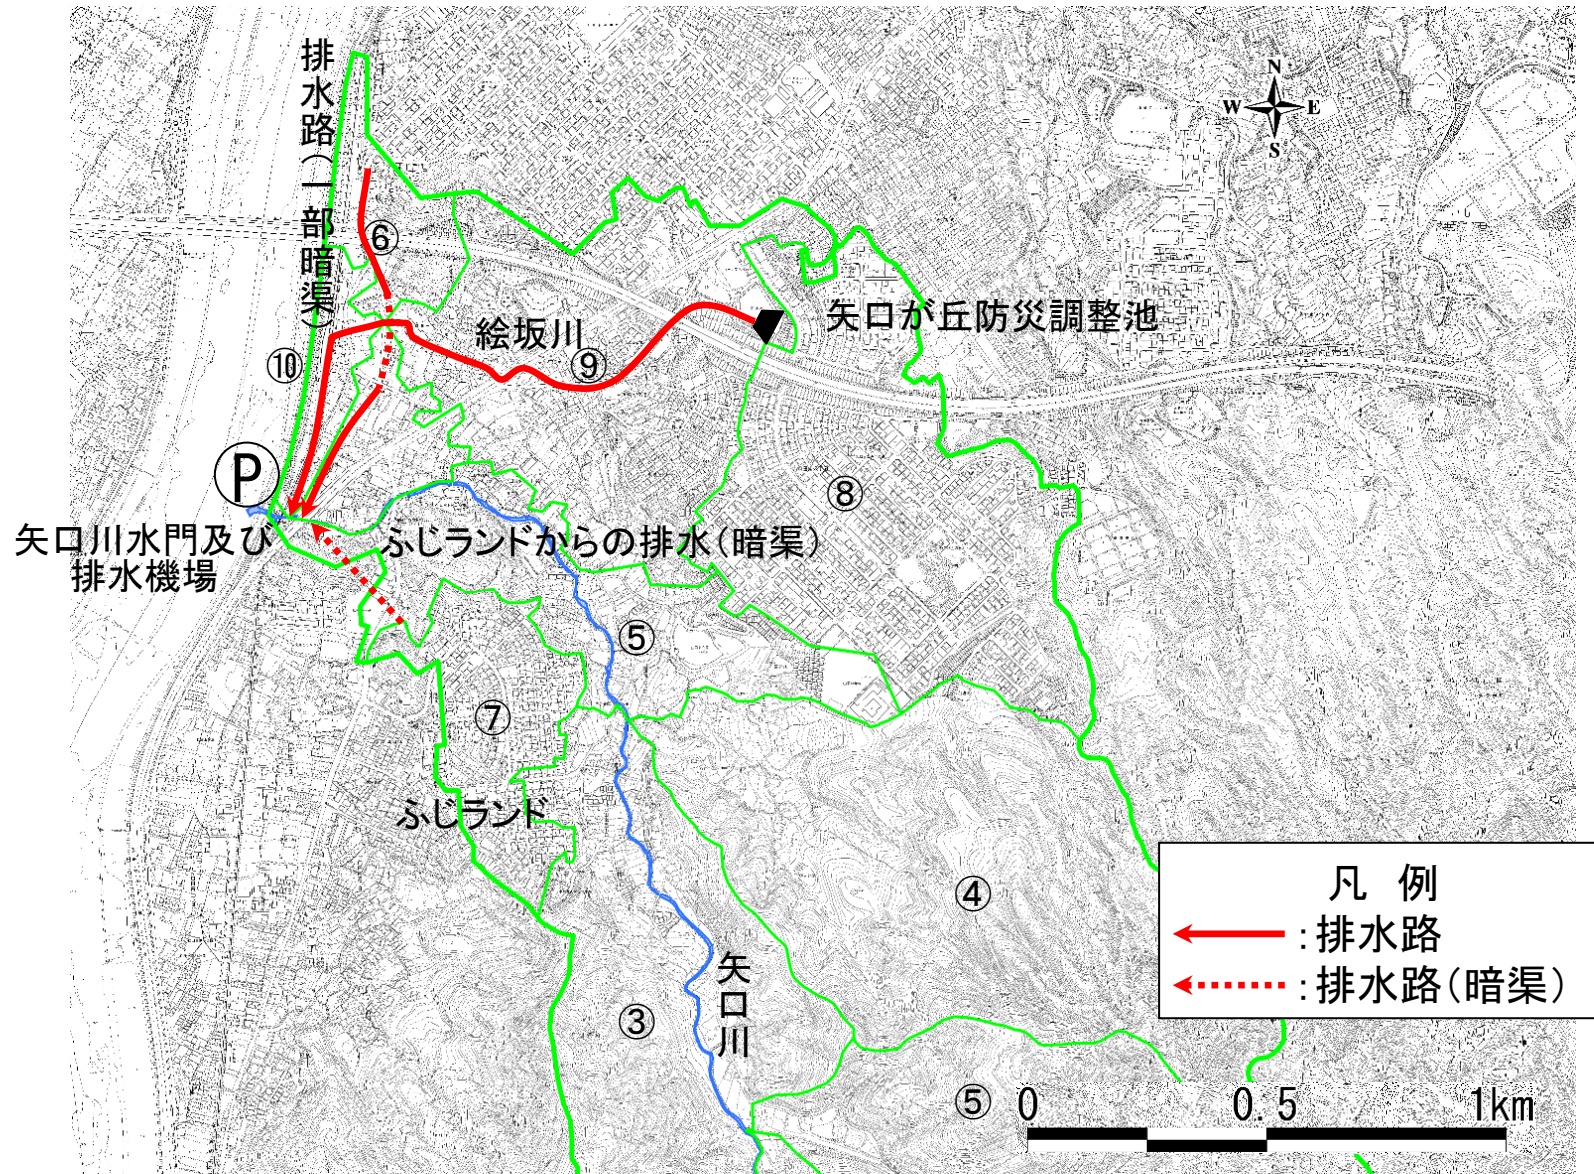 排水路（一部暗渠）
N
W E
S
⑥
矢口が丘防災調整池
絵坂川
⑨
⑩
P
⑧
矢口川水門及び
排水機場
ふじランドからの排水（暗渠）
⑤
⑦
ふじランド
④
矢口川
③
⑤
凡 例
：排水路
：排水路（暗渠）
0 0.5 1km